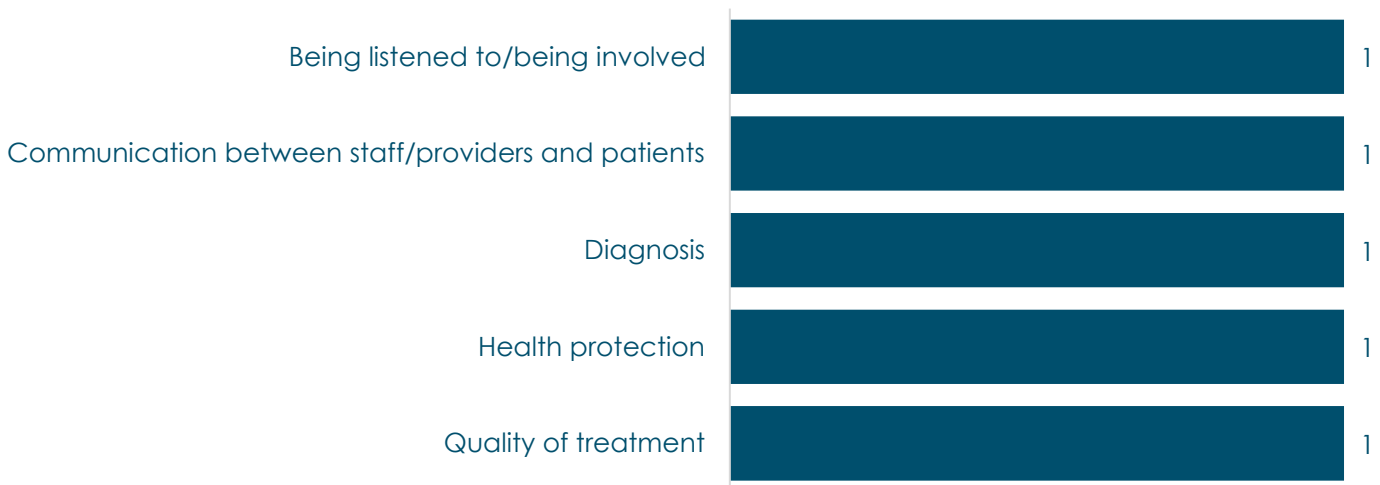 Being listened to/being involved 1
Communication between staff/providers and patients 1
Diagnosis 1
Health protection 1
Quality of treatment 1